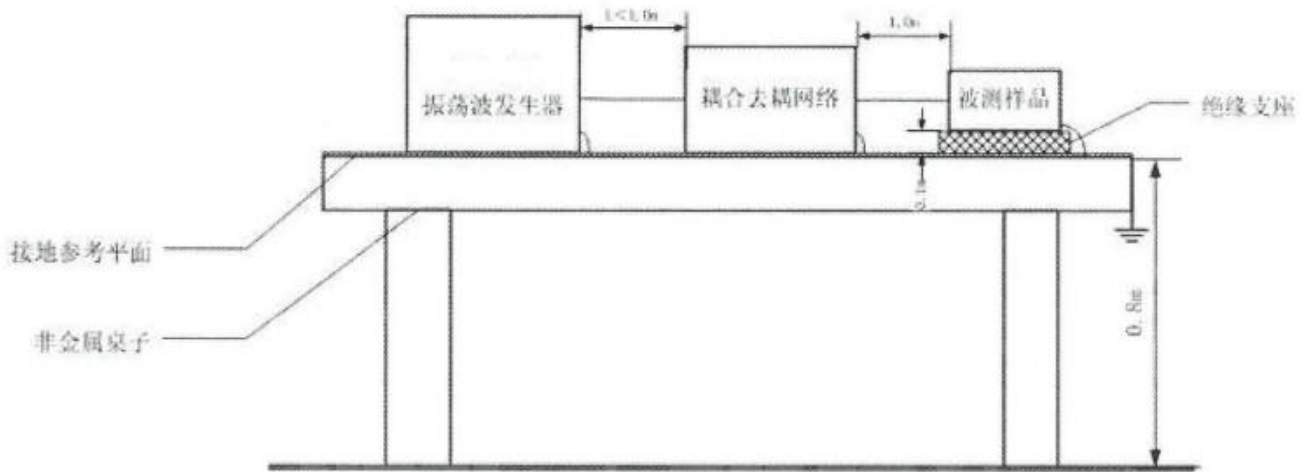 L<1.0m
1.0m
振荡波发生器
耦合去耦网络
被测样品
绝缘支座
0.1m
接地参考平面
0.8m
非金属桌子